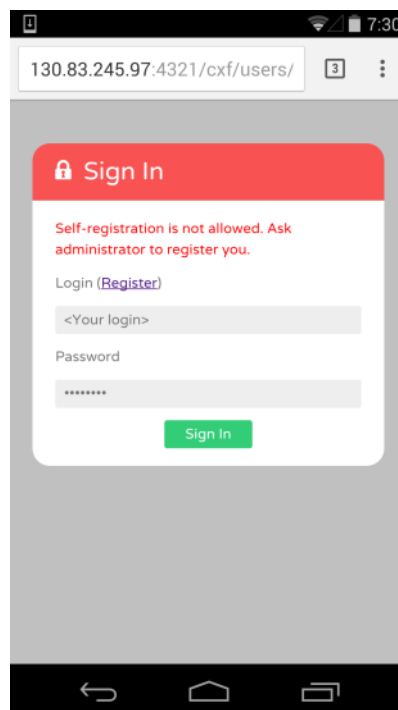 7:30
130.83.245.97:4321/cxf/users/
3
Sign In
Self-registration is not allowed. Ask
administrator to register you.
Login (Register)
<Your login>
Password
••••••••
Sign In